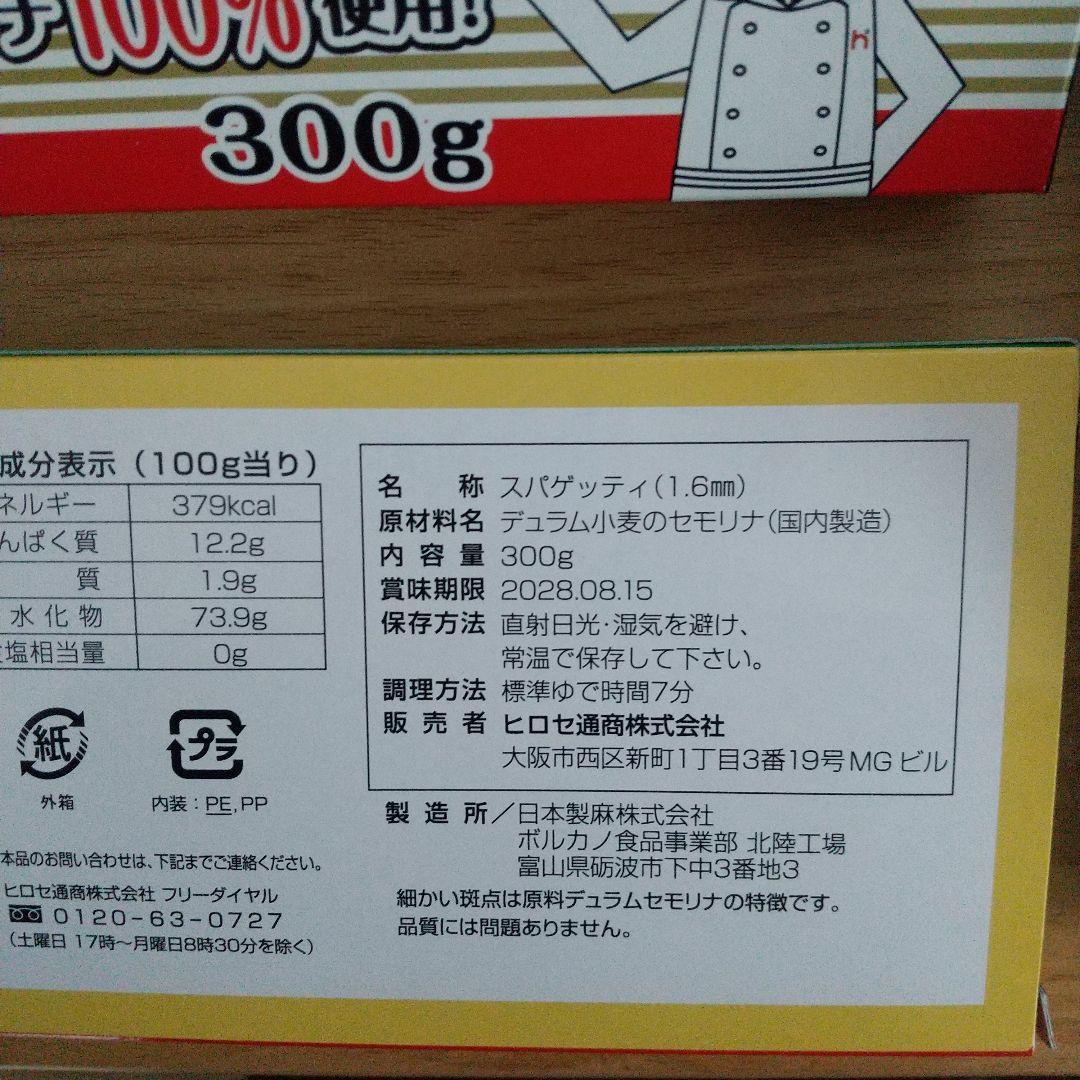 100%使用!
300g
成分表示(100g当り)
ネルギー 379kcal
んぱく質 12.2g
質 1.9g
水化物 73.9g
塩相当量 0g
紙
外箱
プラ
内装：PE,PP
本品のお問い合わせは、下記までご連絡ください。
ヒロセ通商株式会社 フリーダイヤル
0120-63-0727
(土曜日 17時〜月曜日8時30分を除く)
名称 スパゲッティ(1.6㎜)
原材料名 デュラム小麦のセモリナ(国内製造)
内容量 300g
賞味期限 2028.08.15
保存方法 直射日光･湿気を避け、
常温で保存して下さい。
調理方法 標準ゆで時間7分
販売者 ヒロセ通商株式会社
大阪市西区新町1丁目3番19号MGビル
製造所／日本製麻株式会社
ボルカノ食品事業部 北陸工場
富山県砺波市下中3番地3
細かい斑点は原料デュラムセモリナの特徴です。
品質には問題ありません。